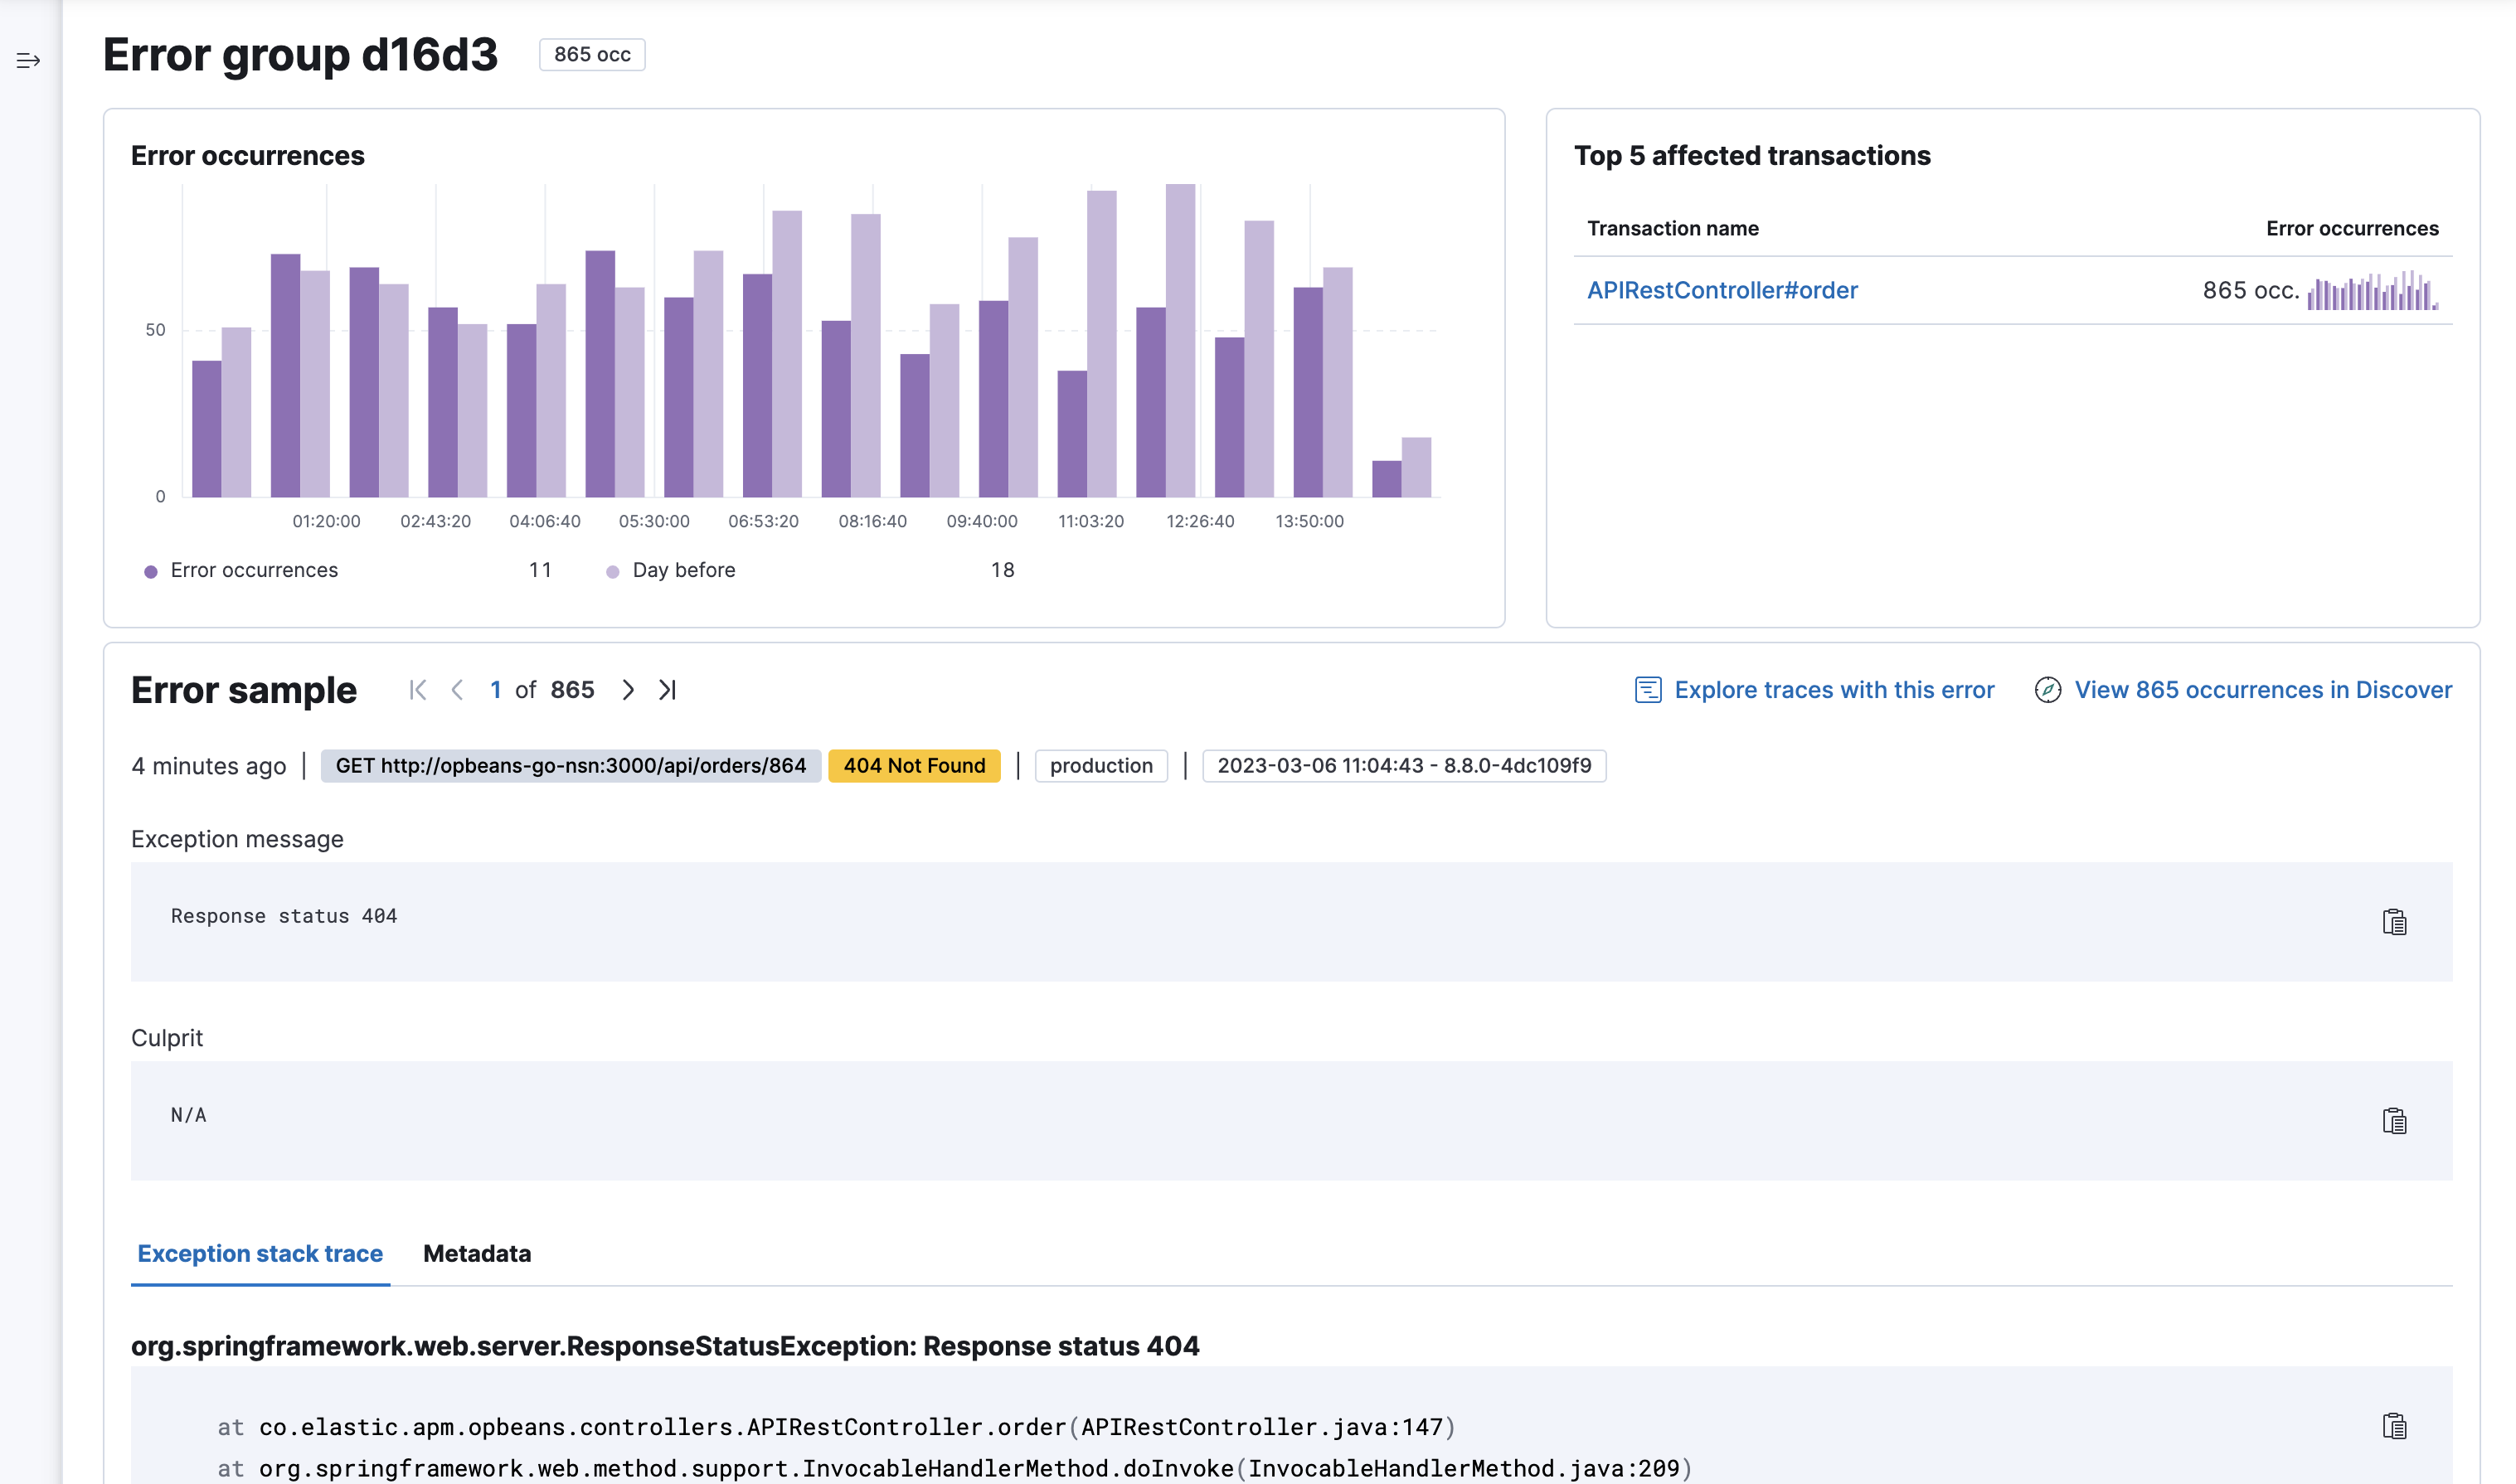 Error group d16d3 865 occ
Error occurrences
50
0
01:20:00 02:43:20 04:06:40 05:30:00 06:53:20 08:16:40 09:40:00 11:03:20 12:26:40 13:50:00
Error occurrences 11 Day before 18
Top 5 affected transactions
Transaction name Error occurrences
APIRestController#order 865 occ.
Error sample 1 of 865 Explore traces with this error View 865 occurrences in Discover
4 minutes ago GET http://opbeans-go-nsn:3000/api/orders/864 404 Not Found production 2023-03-06 11:04:43 - 8.8.0-4dc109f9
Exception message
Response status 404
Culprit
N/A
Exception stack trace Metadata
org.springframework.web.server.ResponseStatusException: Response status 404
at co.elastic.apm.opbeans.controllers.APIRestController.order(APIRestController.java:147)
at org.springframework.web.method.support.InvocableHandlerMethod.doInvoke(InvocableHandlerMethod.java:209)